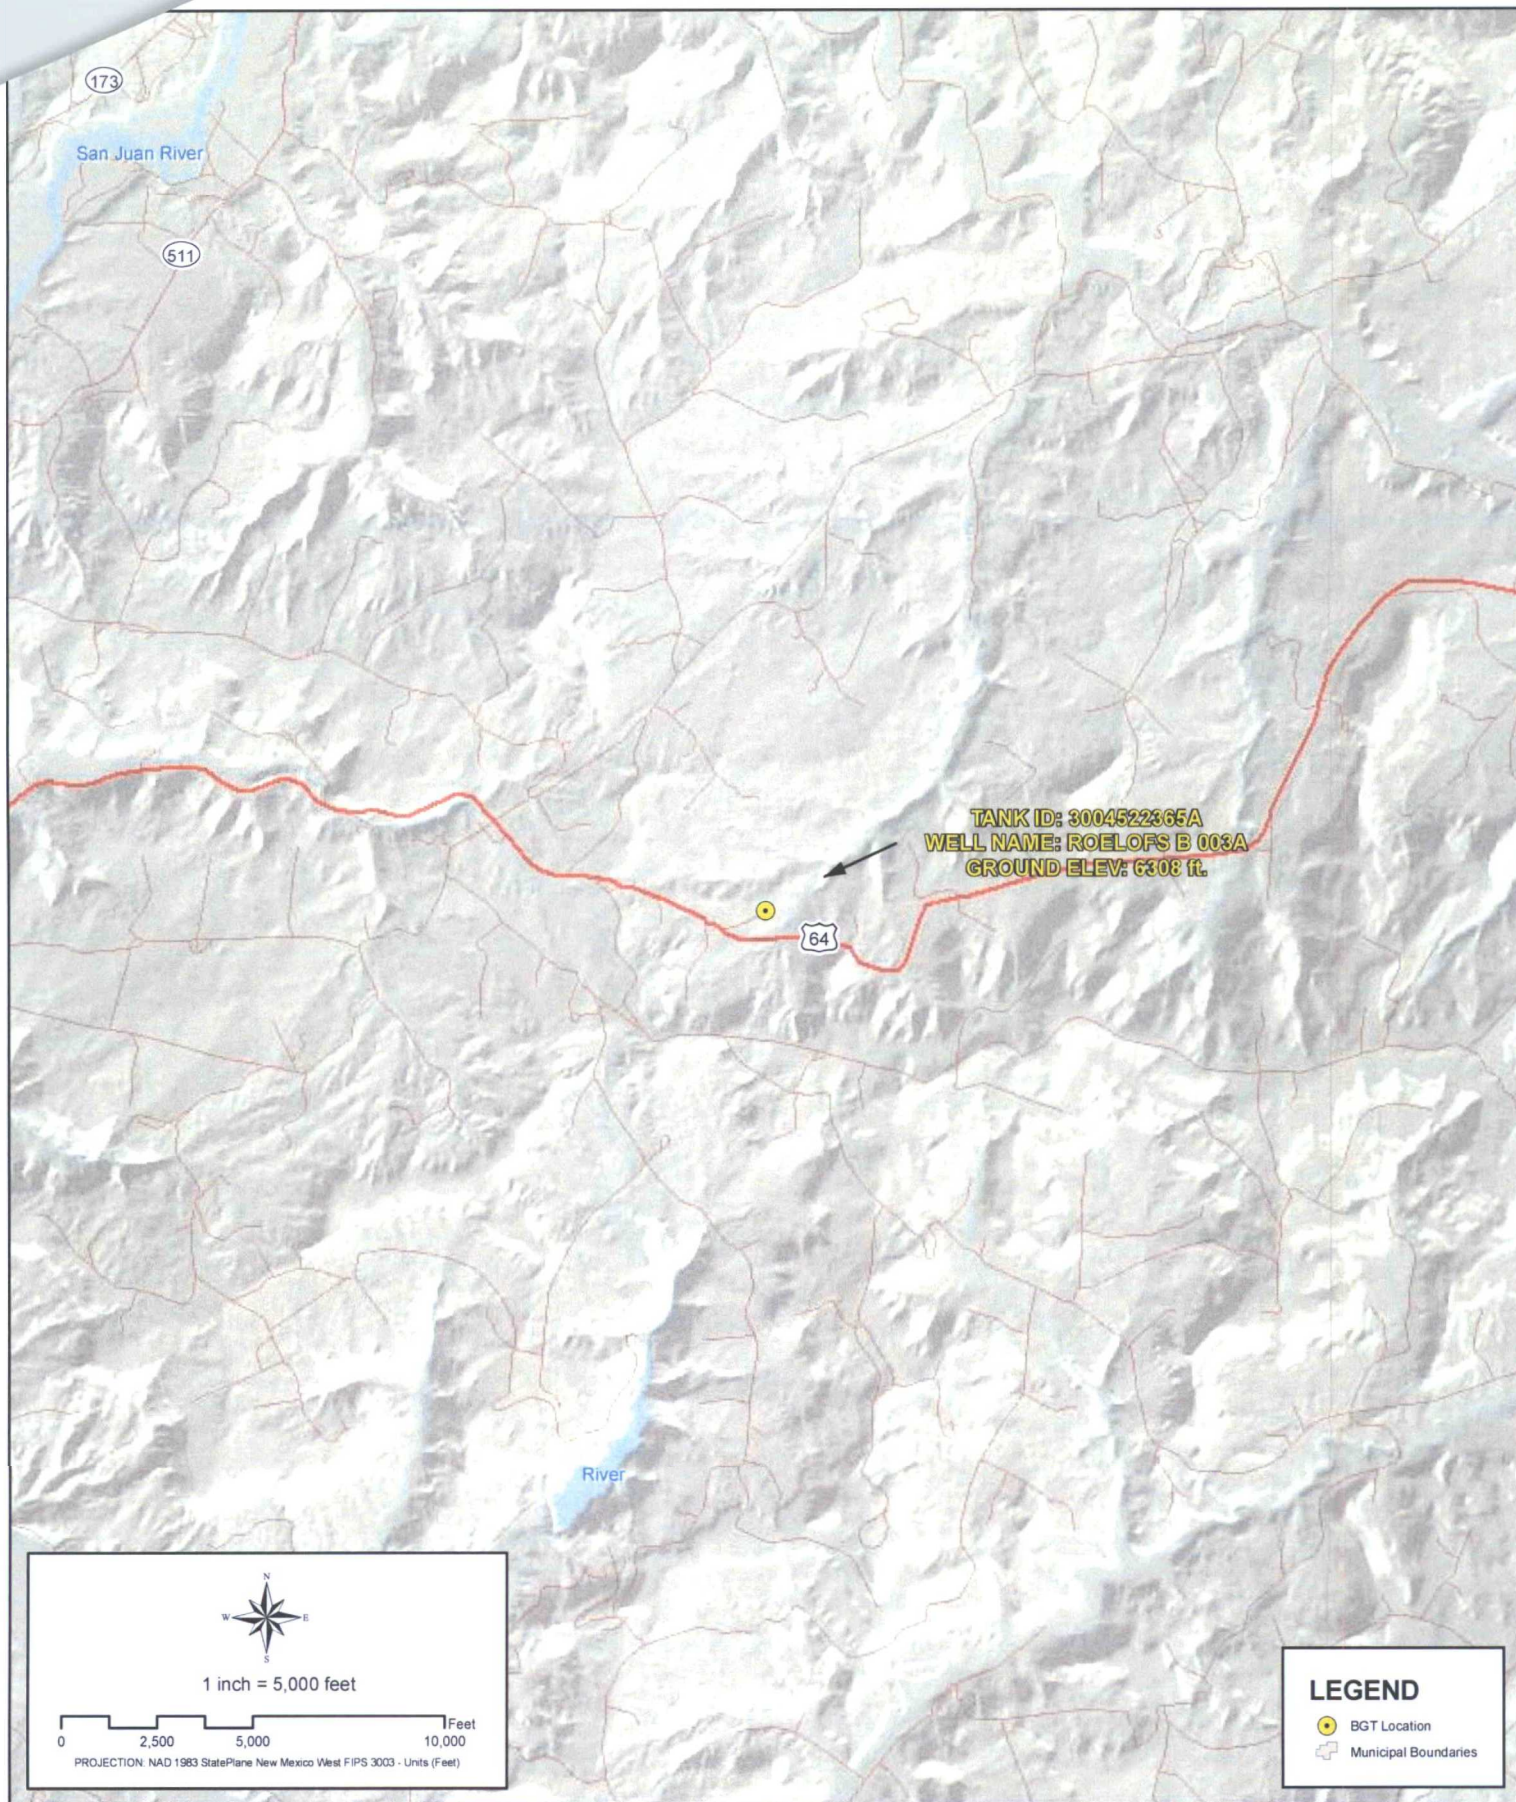 173
San Juan River
511
TANK ID: 3004522365A
WELL NAME: ROELOFS B 003A
GROUND ELEV: 6308 ft.
64
River
N
W E
S
1 inch = 5,000 feet
Feet
0 2,500 5,000 10,000
PROJECTION: NAD 1983 StatePlane New Mexico West FIPS 3003 - Units (Feet)
LEGEND
BGT Location
Municipal Boundaries